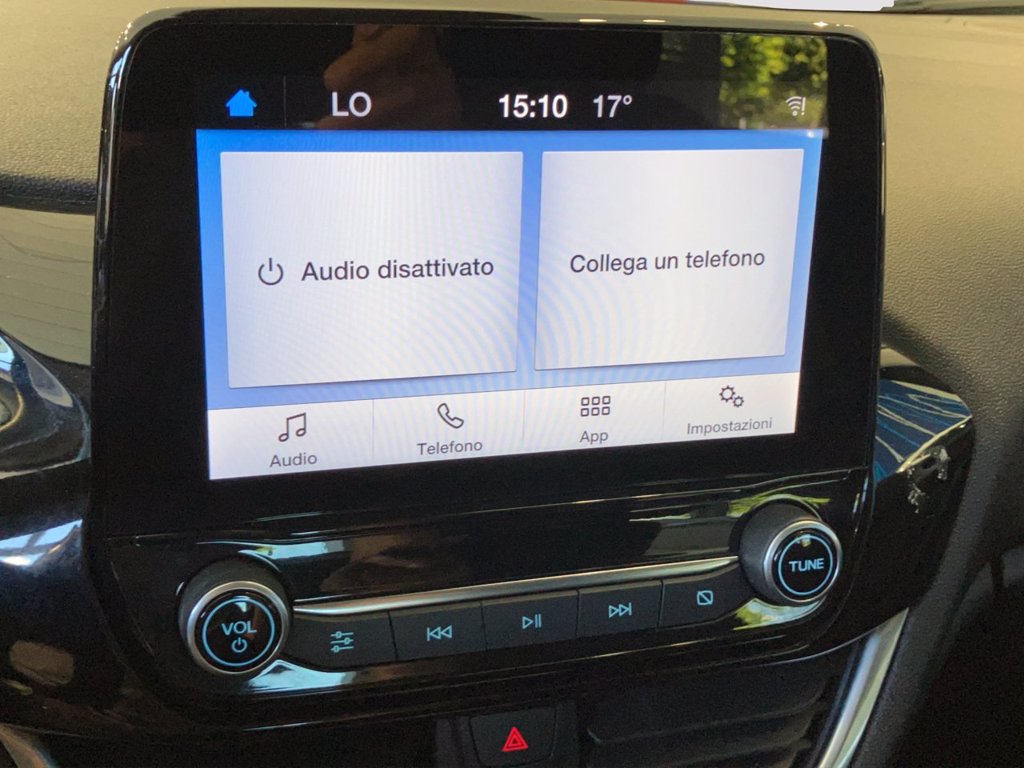 LO
15:10 17°
Audio disattivato
Collega un telefono
Audio
Telefono
App
Impostazioni
VOL
TUNE